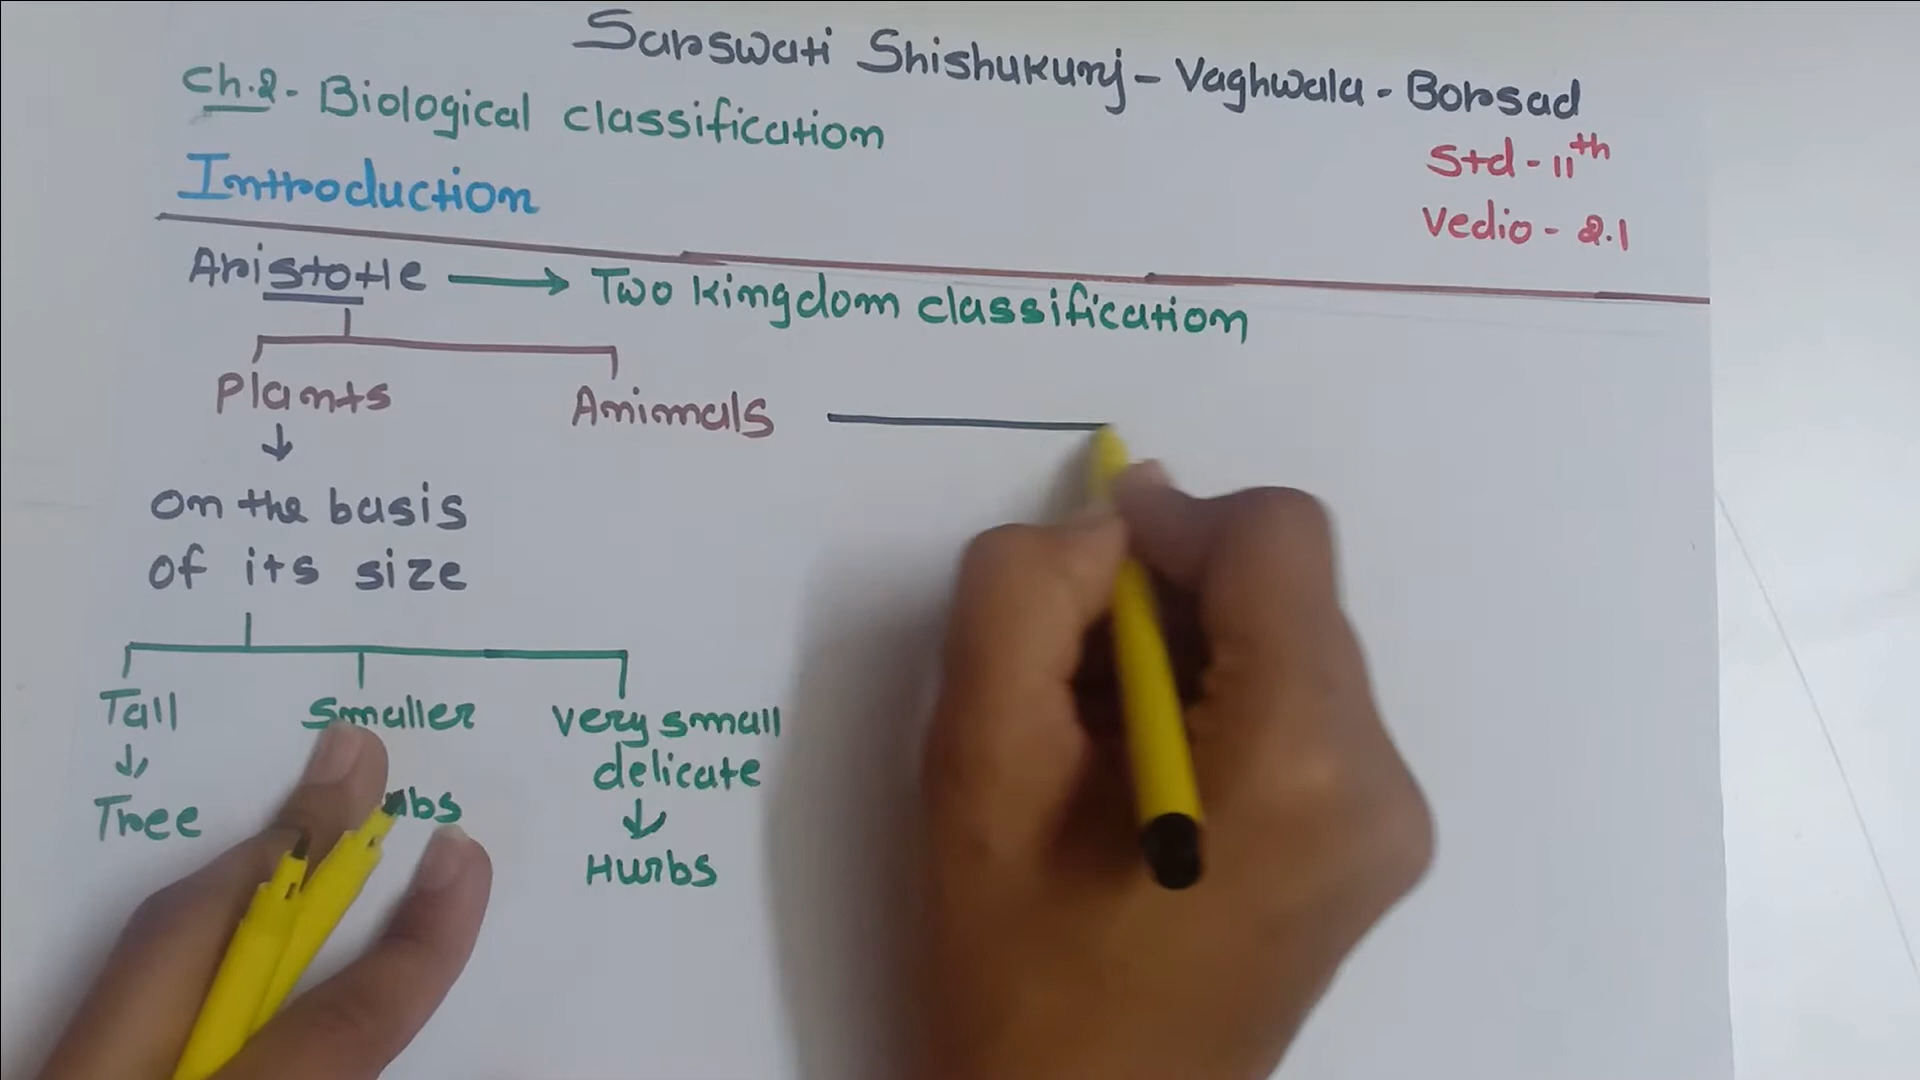 Sarswati Shishukunj - Vaghwala - Borsad
Ch.2 - Biological classification
Std - 11th
Introduction
Vedio - 2.1
Aristotle → Two kingdom classification
Plants Animals
↓
on the basis
of its size
Tall Smaller very small
delicate
↓ ↓
Tree Hurbs